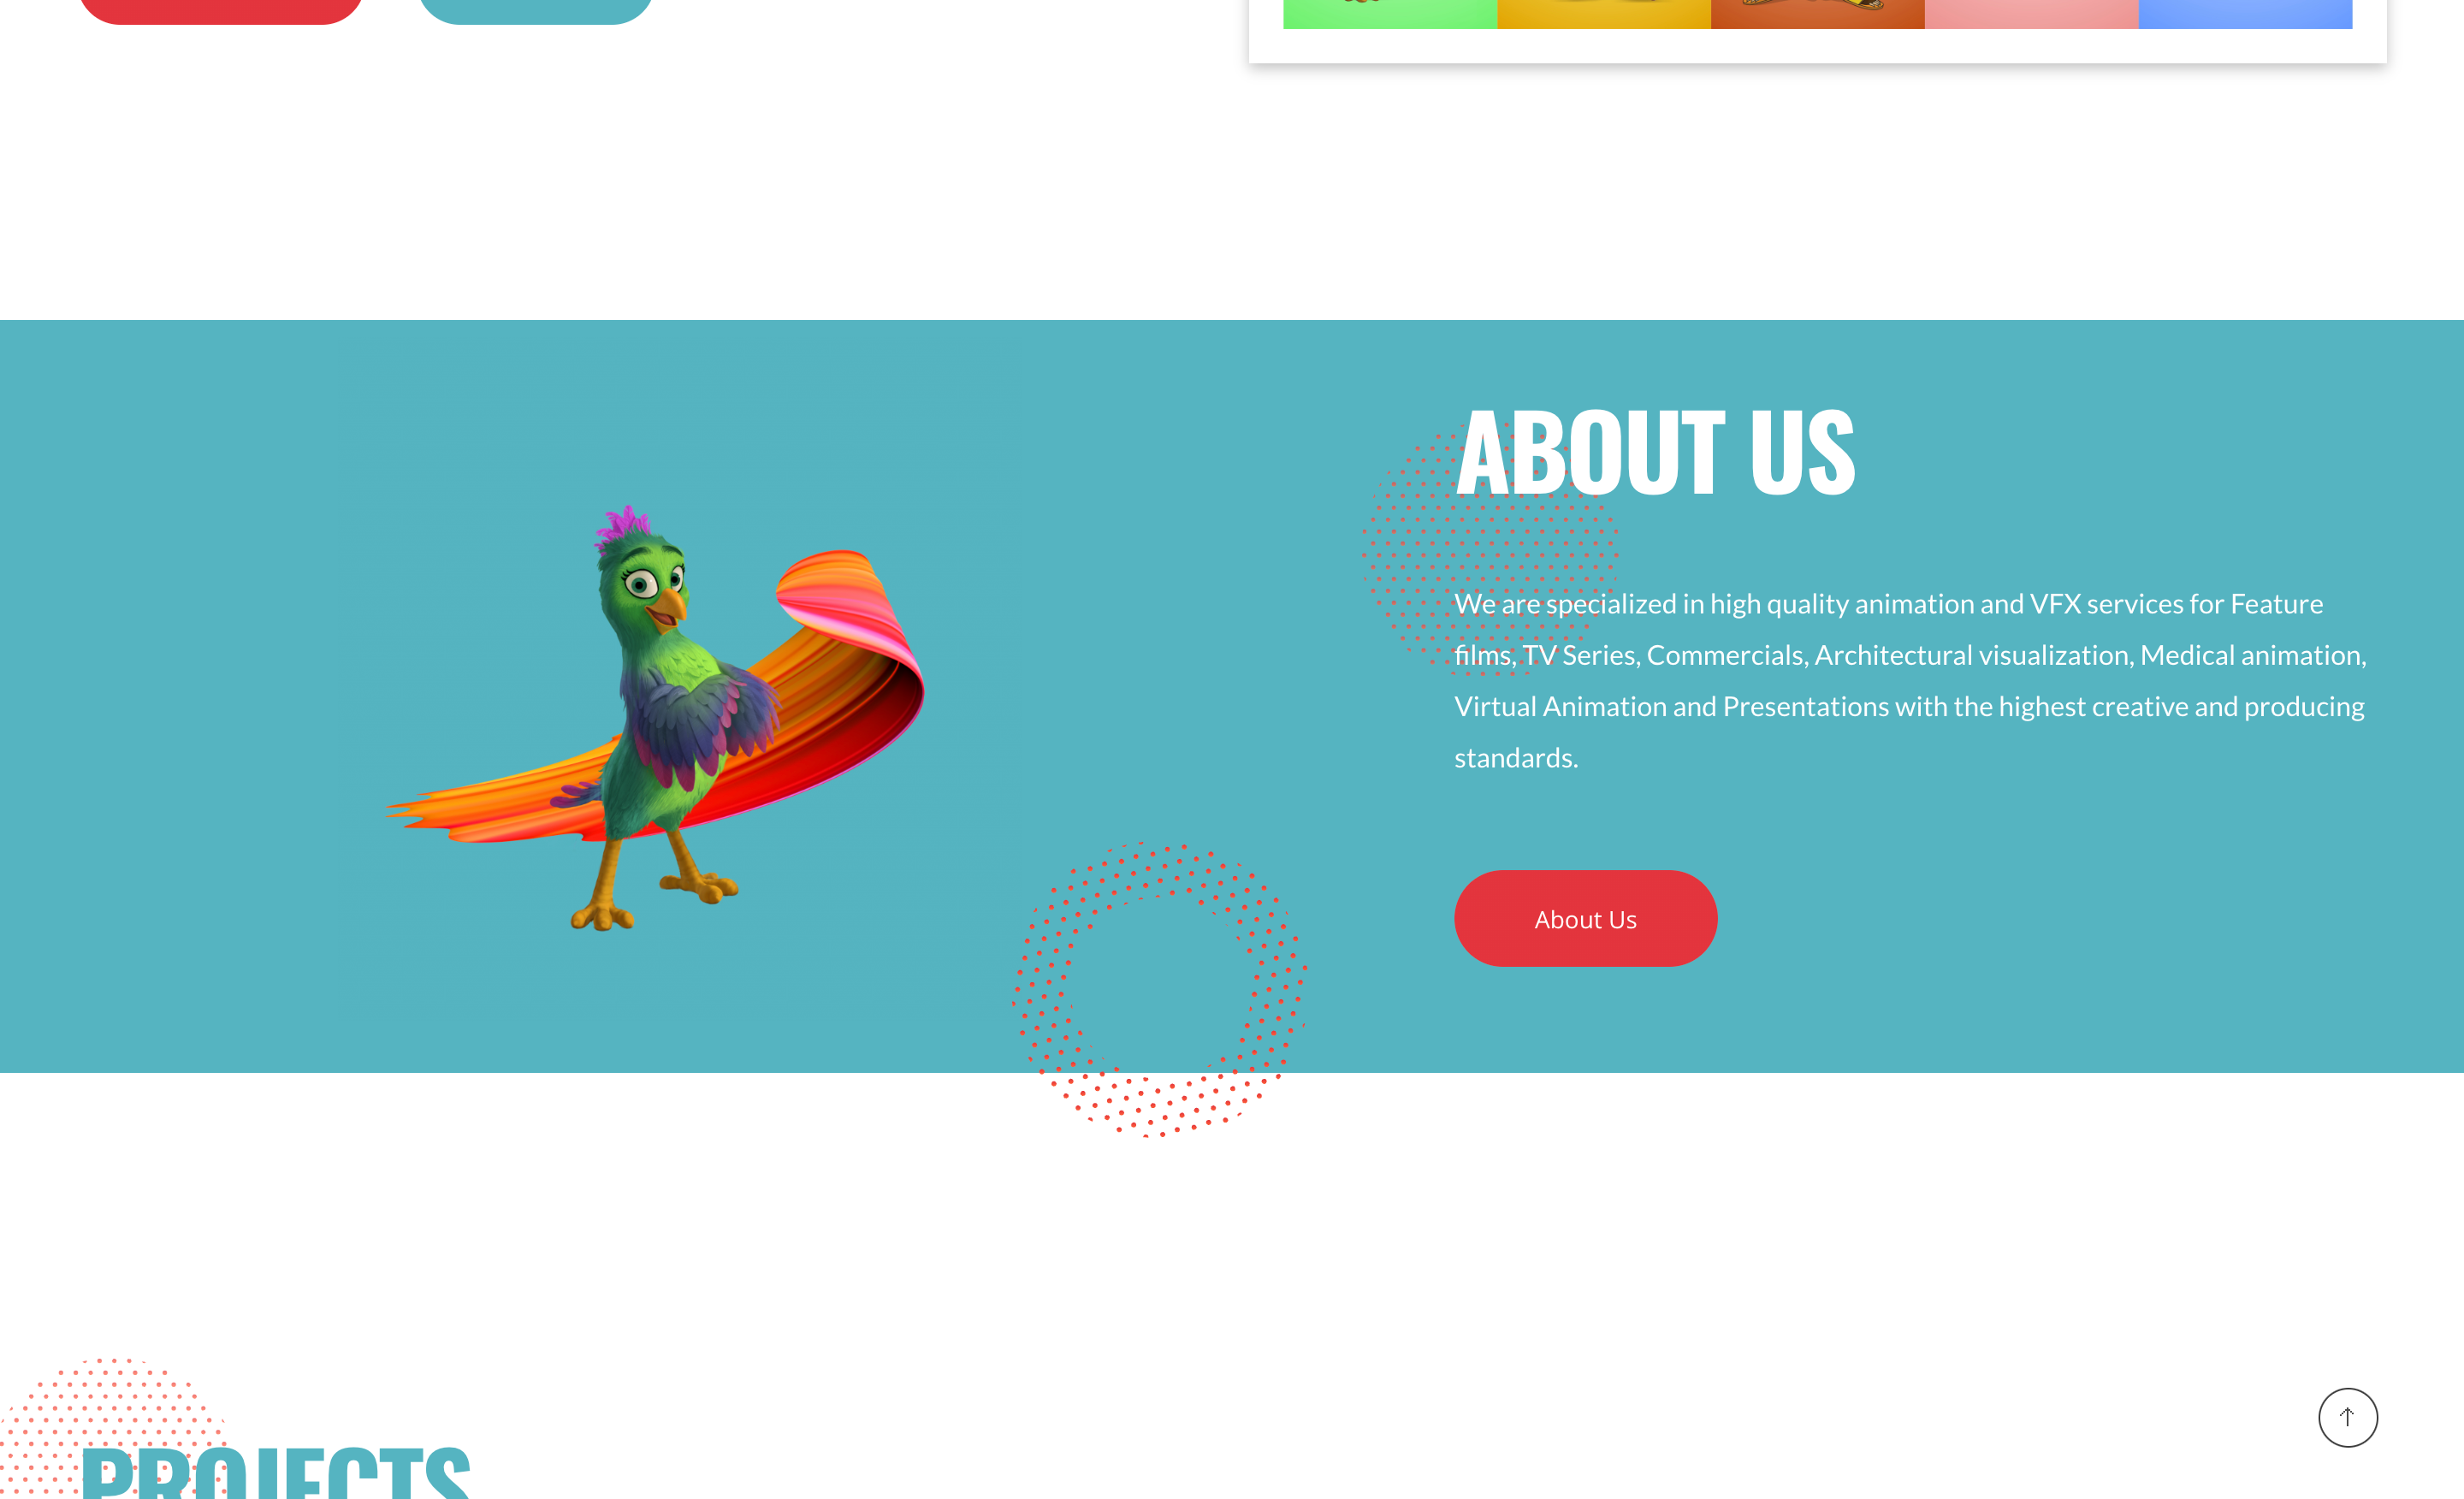 ABOUT US
We are specialized in high quality animation and VFX services for Feature
films, TV Series, Commercials, Architectural visualization, Medical animation,
Virtual Animation and Presentations with the highest creative and producing
standards.
About Us
PROJECTS